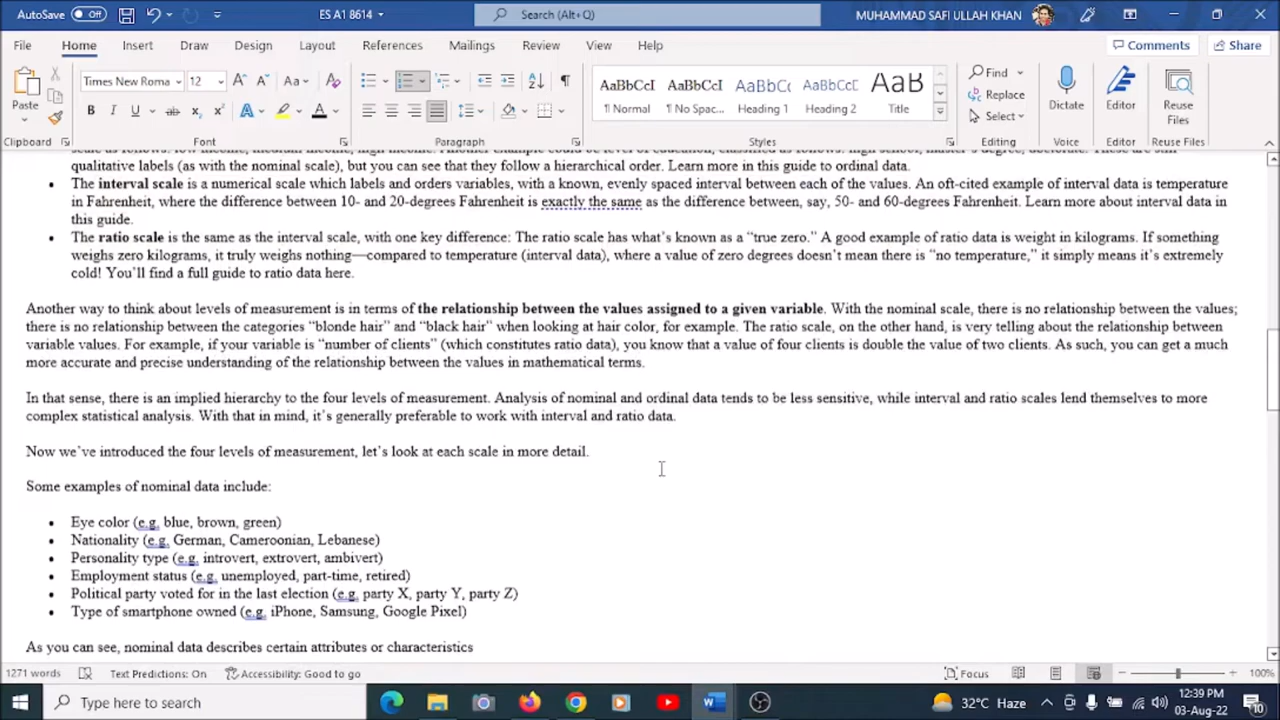 AutoSave Off ES A1 8614 Search (Alt+Q) MUHAMMAD SAFI ULLAH KHAN
File Home Insert Draw Design Layout References Mailings Review View Help Comments Share
Paste Times New Roma 12 Aa AaBbCcI AaBbCcI AaBbCc AaBbCcC AaB Find Replace Select Dictate Editor Reuse Files
¶ Normal ¶ No Spac... Heading 1 Heading 2 Title
Clipboard Font Paragraph Styles Editing Voice Editor Reuse Files
qualitative labels (as with the nominal scale), but you can see that they follow a hierarchical order. Learn more in this guide to ordinal data.
• The interval scale is a numerical scale which labels and orders variables, with a known, evenly spaced interval between each of the values. An oft-cited example of interval data is temperature
in Fahrenheit, where the difference between 10- and 20-degrees Fahrenheit is exactly the same as the difference between, say, 50- and 60-degrees Fahrenheit. Learn more about interval data in
this guide.
• The ratio scale is the same as the interval scale, with one key difference: The ratio scale has what’s known as a “true zero.” A good example of ratio data is weight in kilograms. If something
weighs zero kilograms, it truly weighs nothing—compared to temperature (interval data), where a value of zero degrees doesn’t mean there is “no temperature,” it simply means it’s extremely
cold! You’ll find a full guide to ratio data here.
Another way to think about levels of measurement is in terms of the relationship between the values assigned to a given variable. With the nominal scale, there is no relationship between the values;
there is no relationship between the categories “blonde hair” and “black hair” when looking at hair color, for example. The ratio scale, on the other hand, is very telling about the relationship between
variable values. For example, if your variable is “number of clients” (which constitutes ratio data), you know that a value of four clients is double the value of two clients. As such, you can get a much
more accurate and precise understanding of the relationship between the values in mathematical terms.
In that sense, there is an implied hierarchy to the four levels of measurement. Analysis of nominal and ordinal data tends to be less sensitive, while interval and ratio scales lend themselves to more
complex statistical analysis. With that in mind, it’s generally preferable to work with interval and ratio data.
Now we’ve introduced the four levels of measurement, let’s look at each scale in more detail.
Some examples of nominal data include:
• Eye color (e.g. blue, brown, green)
• Nationality (e.g. German, Cameroonian, Lebanese)
• Personality type (e.g. introvert, extrovert, ambivert)
• Employment status (e.g. unemployed, part-time, retired)
• Political party voted for in the last election (e.g. party X, party Y, party Z)
• Type of smartphone owned (e.g. iPhone, Samsung, Google Pixel)
As you can see, nominal data describes certain attributes or characteristics
1271 words Text Predictions: On Accessibility: Good to go Focus 100%
Type here to search 32°C Haze 12:39 PM
03-Aug-22 10